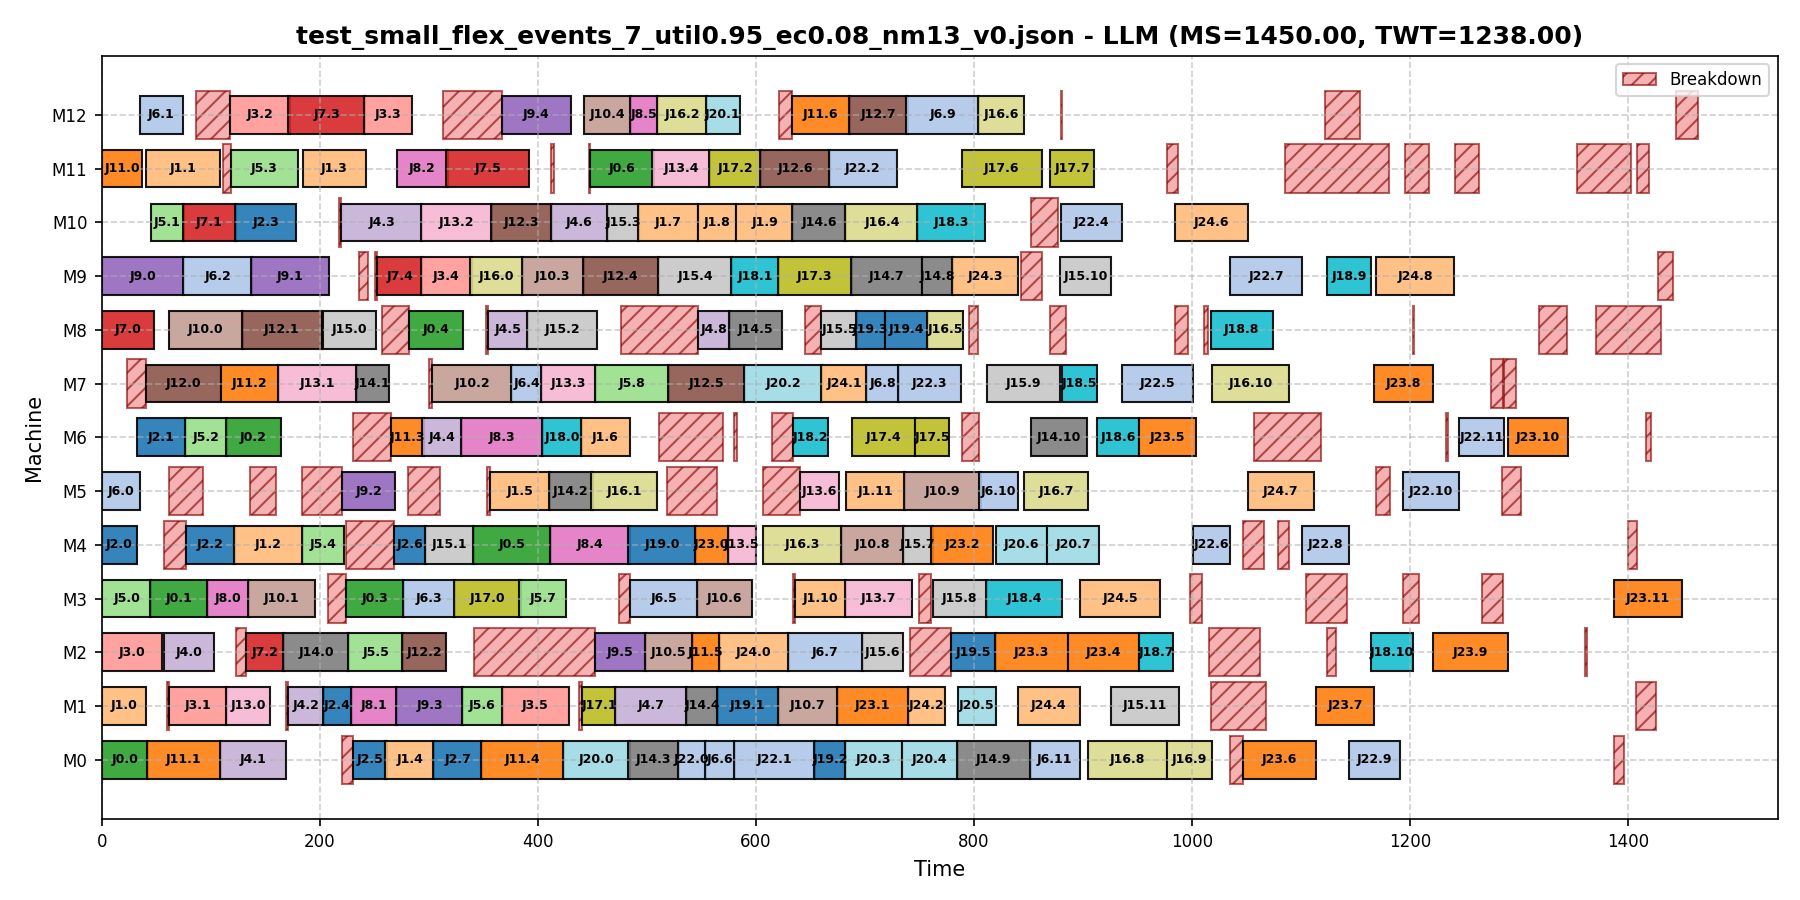 test_small_flex_events_7_util0.95_ec0.08_nm13_v0.json - LLM (MS=1450.00, TWT=1238.00)
Breakdown
M12 J6.1 J3.2 J7.3 J3.3 J9.4 J10.4 J8.5 J16.2 J20.1 J11.6 J12.7 J6.9 J16.6
M11 J11.0 J1.1 J5.3 J1.3 J8.2 J7.5 J0.6 J13.4 J17.2 J12.6 J22.2 J17.6 J17.7
M10 J5.1 J7.1 J2.3 J4.3 J13.2 J12.3 J4.6 J15.3 J1.7 J1.8 J1.9 J14.6 J16.4 J18.3 J22.4 J24.6
M9 J9.0 J6.2 J9.1 J7.4 J3.4 J16.0 J10.3 J12.4 J15.4 J18.1 J17.3 J14.7 J14.8 J24.3 J15.10 J22.7 J18.9 J24.8
M8 J7.0 J10.0 J12.1 J15.0 J0.4 J4.5 J15.2 J4.8 J14.5 J15.5 J19.3 J19.4 J16.5 J18.8
M7 J12.0 J11.2 J13.1 J14.1 J10.2 J6.4 J13.3 J5.8 J12.5 J20.2 J24.1 J6.8 J22.3 J15.9 J18.5 J22.5 J16.10 J23.8
M6 J2.1 J5.2 J0.2 J11.3 J4.4 J8.3 J18.0 J1.6 J18.2 J17.4 J17.5 J14.10 J18.6 J23.5 J22.11 J23.10
M5 J6.0 J9.2 J1.5 J14.2 J16.1 J13.6 J1.11 J10.9 J6.10 J16.7 J24.7 J22.10
M4 J2.0 J2.2 J1.2 J5.4 J2.6 J15.1 J0.5 J8.4 J19.0 J23.0 J13.5 J16.3 J10.8 J15.7 J23.2 J20.6 J20.7 J22.6 J22.8
M3 J5.0 J0.1 J8.0 J10.1 J0.3 J6.3 J17.0 J5.7 J6.5 J10.6 J1.10 J13.7 J15.8 J18.4 J24.5 J23.11
M2 J3.0 J4.0 J7.2 J14.0 J5.5 J12.2 J9.5 J10.5 J11.5 J24.0 J6.7 J15.6 J19.5 J23.3 J23.4 J18.7 J18.10 J23.9
M1 J1.0 J3.1 J13.0 J4.2 J2.4 J8.1 J9.3 J5.6 J3.5 J17.1 J4.7 J14.4 J19.1 J10.7 J23.1 J24.2 J20.5 J24.4 J15.11 J23.7
M0 J0.0 J11.1 J4.1 J2.5 J1.4 J2.7 J11.4 J20.0 J14.3 J22.0 J6.6 J22.1 J19.2 J20.3 J20.4 J14.9 J6.11 J16.8 J16.9 J23.6 J22.9
0 200 400 600 800 1000 1200 1400
Time
Machine